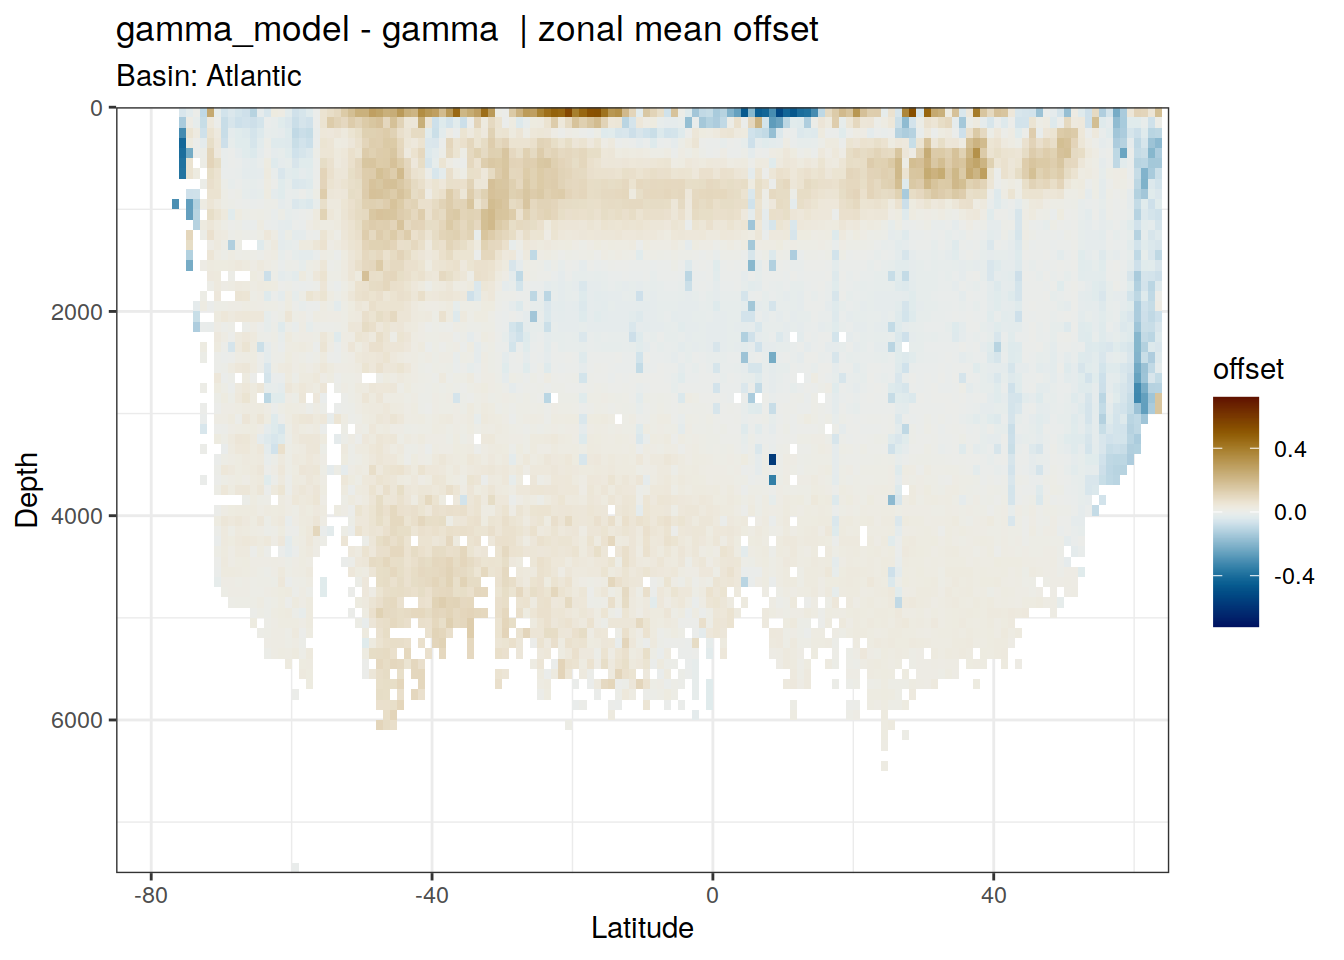 gamma_model - gamma  | zonal mean offset
Basin: Atlantic
0
2000
4000
6000
Depth
-80
-40
0
40
Latitude
offset
0.4
0.0
-0.4